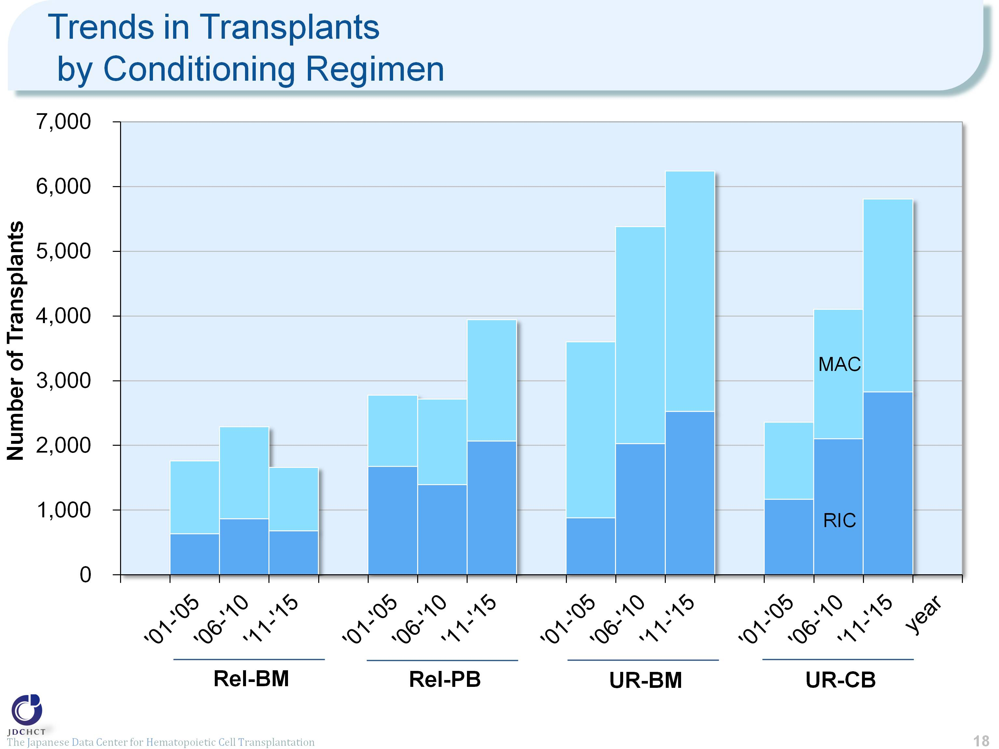 Trends in Transplants
by Conditioning Regimen
Number of Transplants
7,000
6,000
5,000
4,000
3,000
2,000
1,000
0
MAC
RIC
'01-'05
'06-'10
'11-'15
'01-'05
'06-'10
'11-'15
'01-'05
'06-'10
'11-'15
'01-'05
'06-'10
'11-'15
year
Rel-BM
Rel-PB
UR-BM
UR-CB
JDCHCT
The Japanese Data Center for Hematopoietic Cell Transplantation
18